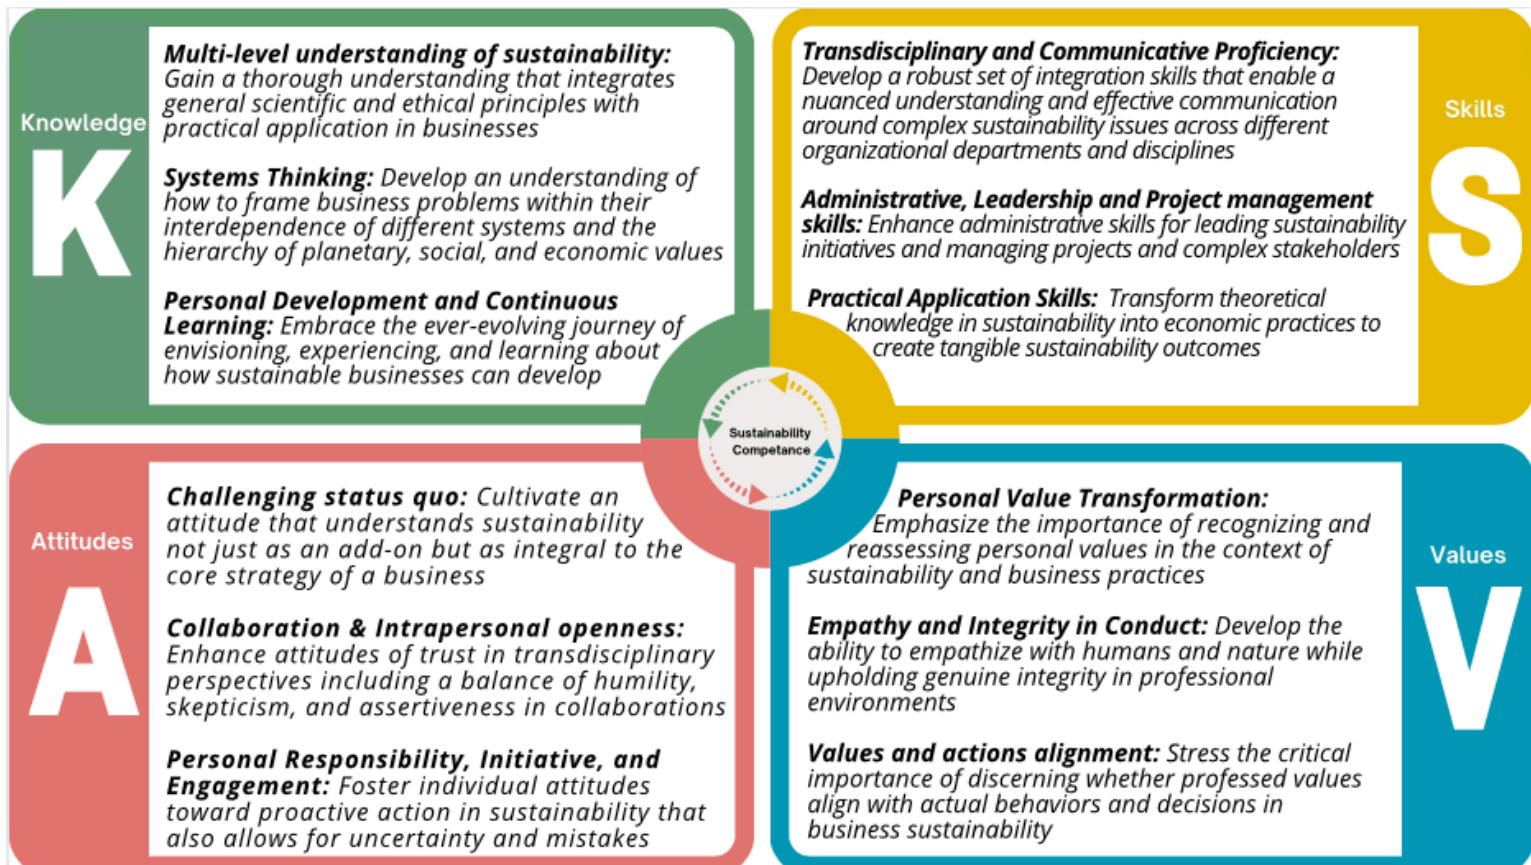 Knowledge
K
Multi-level understanding of sustainability:
Gain a thorough understanding that integrates
general scientific and ethical principles with
practical application in businesses
Systems Thinking: Develop an understanding of
how to frame business problems within their
interdependence of different systems and the
hierarchy of planetary, social, and economic values
Personal Development and Continuous
Learning: Embrace the ever-evolving journey of
envisioning, experiencing, and learning about
how sustainable businesses can develop
Transdisciplinary and Communicative Proficiency:
Develop a robust set of integration skills that enable a
nuanced understanding and effective communication
around complex sustainability issues across different
organizational departments and disciplines
Administrative, Leadership and Project management
skills: Enhance administrative skills for leading sustainability
initiatives and managing projects and complex stakeholders
Practical Application Skills: Transform theoretical
knowledge in sustainability into economic practices to
create tangible sustainability outcomes
Skills
S
Sustainability
Competance
Attitudes
A
Challenging status quo: Cultivate an
attitude that understands sustainability
not just as an add-on but as integral to the
core strategy of a business
Collaboration & Intrapersonal openness:
Enhance attitudes of trust in transdisciplinary
perspectives including a balance of humility,
skepticism, and assertiveness in collaborations
Personal Responsibility, Initiative, and
Engagement: Foster individual attitudes
toward proactive action in sustainability that
also allows for uncertainty and mistakes
Personal Value Transformation:
Emphasize the importance of recognizing and
reassessing personal values in the context of
sustainability and business practices
Empathy and Integrity in Conduct: Develop the
ability to empathize with humans and nature while
upholding genuine integrity in professional
environments
Values and actions alignment: Stress the critical
importance of discerning whether professed values
align with actual behaviors and decisions in
business sustainability
Values
V